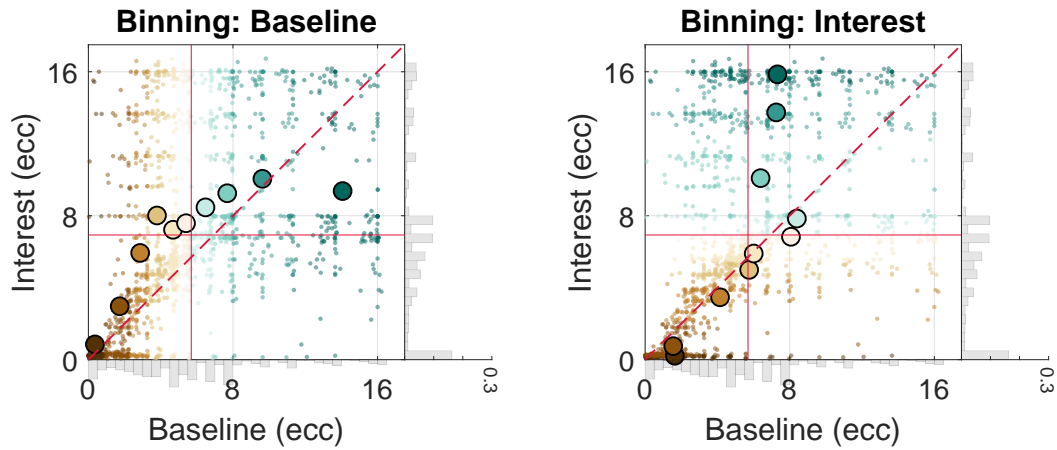 Binning: Baseline
Interest (ecc)
16
8
0
0
8
16
0.3
Baseline (ecc)
Binning: Interest
Interest (ecc)
16
8
0
0
8
16
0.3
Baseline (ecc)